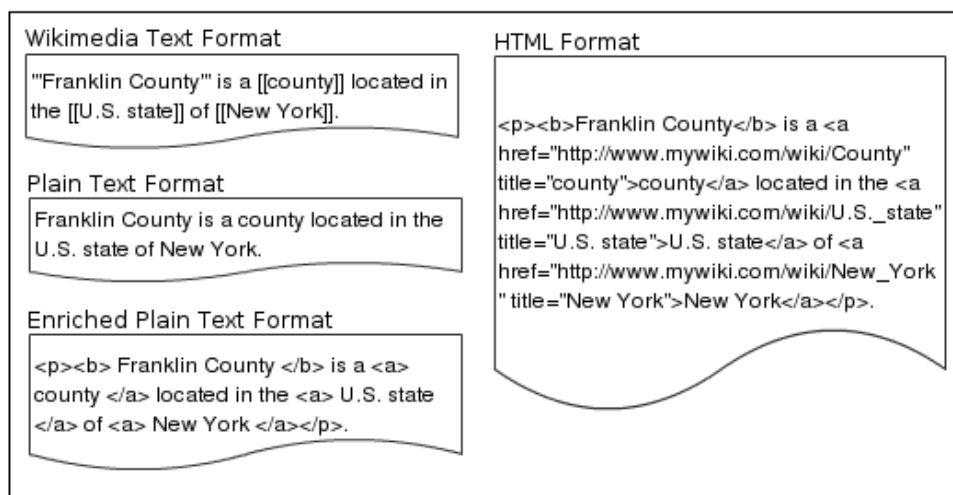 Wikimedia Text Format
'"Franklin County'" is a [[county]] located in
the [[U.S. state]] of [[New York]].
Plain Text Format
Franklin County is a county located in the
U.S. state of New York.
Enriched Plain Text Format
<p><b> Franklin County </b> is a <a>
county </a> located in the <a> U.S. state
</a> of <a> New York </a></p>.
HTML Format
<p><b>Franklin County</b> is a <a
href="http://www.mywiki.com/wiki/County"
title="county">county</a> located in the <a
href="http://www.mywiki.com/wiki/U.S._state"
title="U.S. state">U.S. state</a> of <a
href="http://www.mywiki.com/wiki/New_York
" title="New York">New York</a></p>.